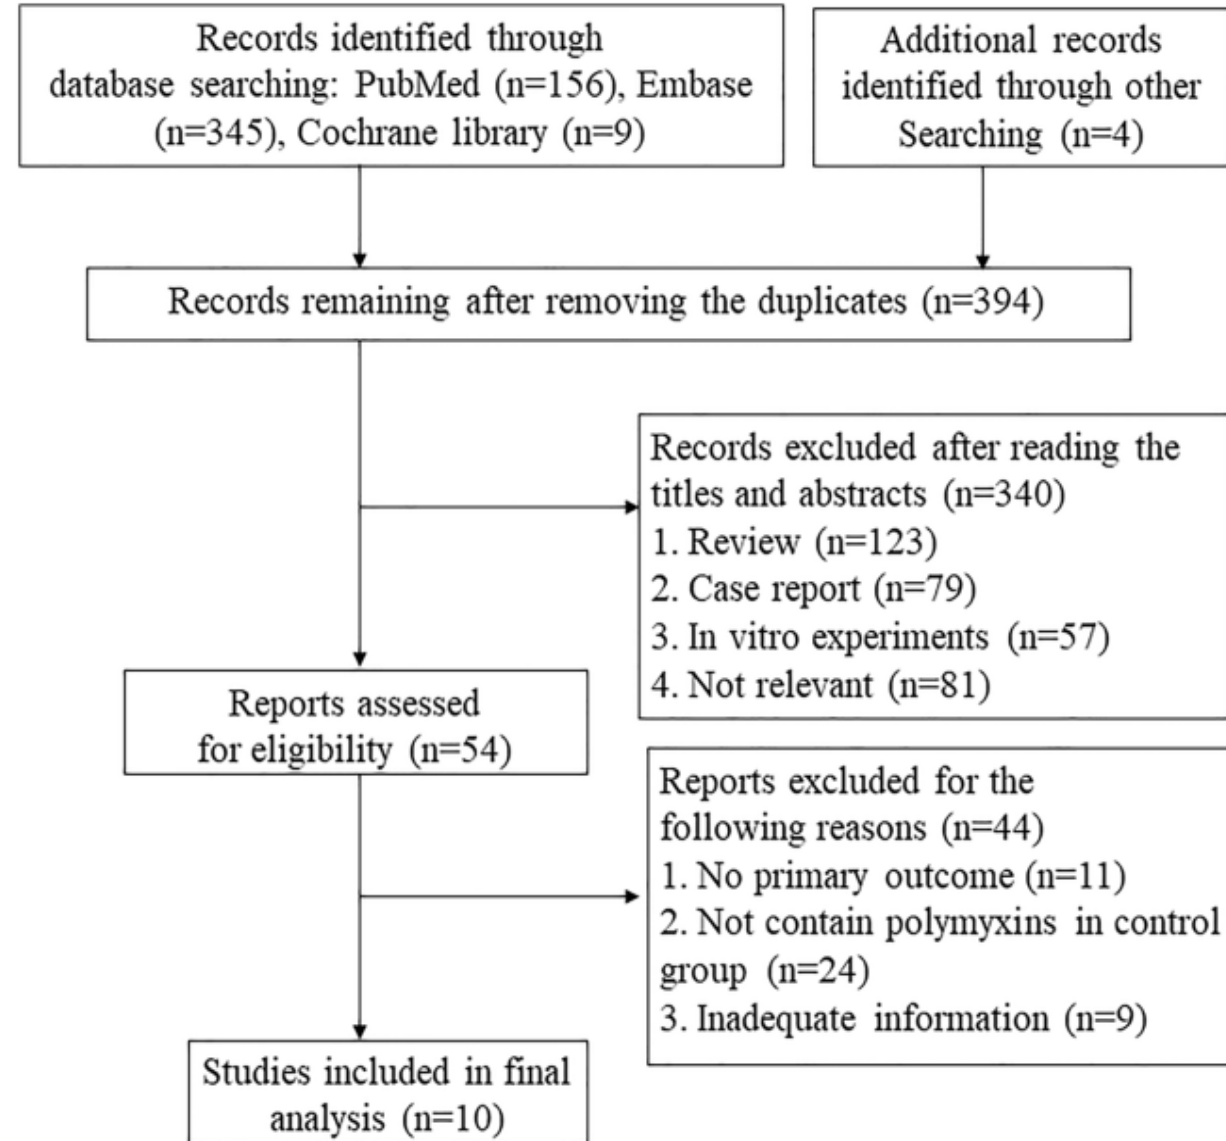 Records identified through
database searching: PubMed (n=156), Embase
(n=345), Cochrane library (n=9)
Additional records
identified through other
Searching (n=4)
Records remaining after removing the duplicates (n=394)
Records excluded after reading the
titles and abstracts (n=340)
1. Review (n=123)
2. Case report (n=79)
3. In vitro experiments (n=57)
4. Not relevant (n=81)
Reports assessed
for eligibility (n=54)
Reports excluded for the
following reasons (n=44)
1. No primary outcome (n=11)
2. Not contain polymyxins in control
group (n=24)
3. Inadequate information (n=9)
Studies included in final
analysis (n=10)